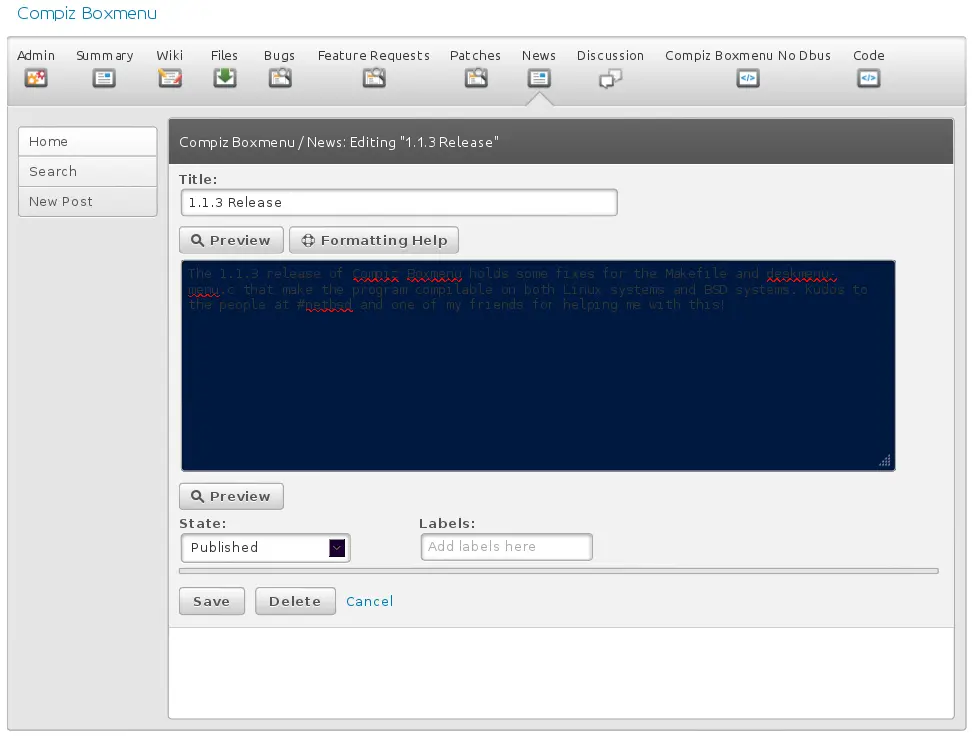 Compiz Boxmenu
Admin Summary Wiki Files Bugs Feature Requests Patches News Discussion Compiz Boxmenu No Dbus Code
Home
Search
New Post
Compiz Boxmenu / News: Editing "1.1.3 Release"
Title:
1.1.3 Release
Preview Formatting Help
The 1.1.3 release of Compiz Boxmenu holds some fixes for the Makefile and deskmenu-
menu.c that make the program compilable on both Linux systems and BSD systems. Kudos to
the people at #netbsd and one of my friends for helping me with this!
Preview
State: Labels:
Published Add labels here
Save Delete Cancel